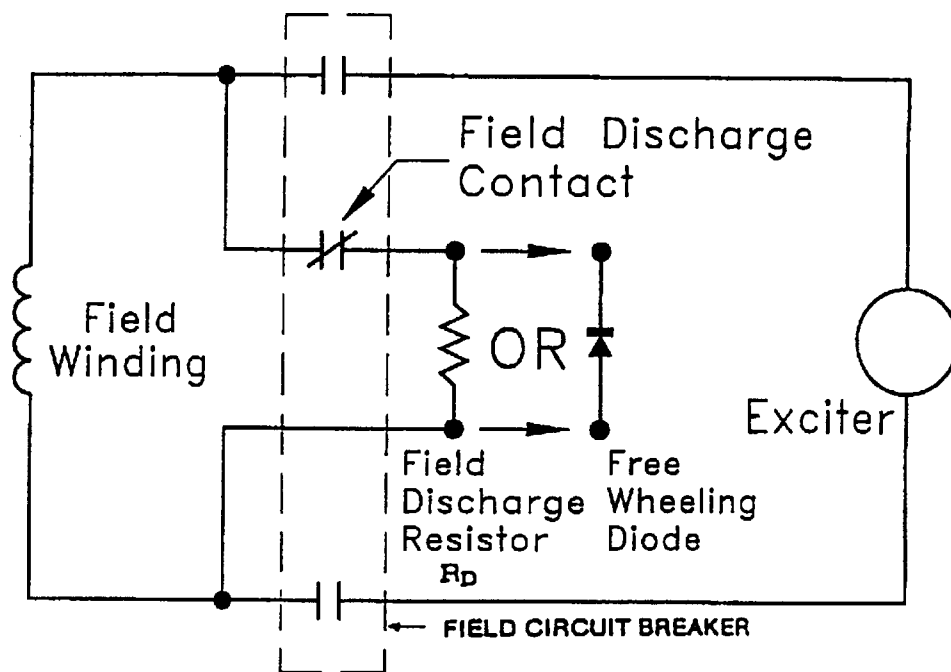 Field Discharge
Contact
Field
Winding
OR
Exciter
Field
Discharge
Resistor
RD
Free
Wheeling
Diode
FIELD CIRCUIT BREAKER